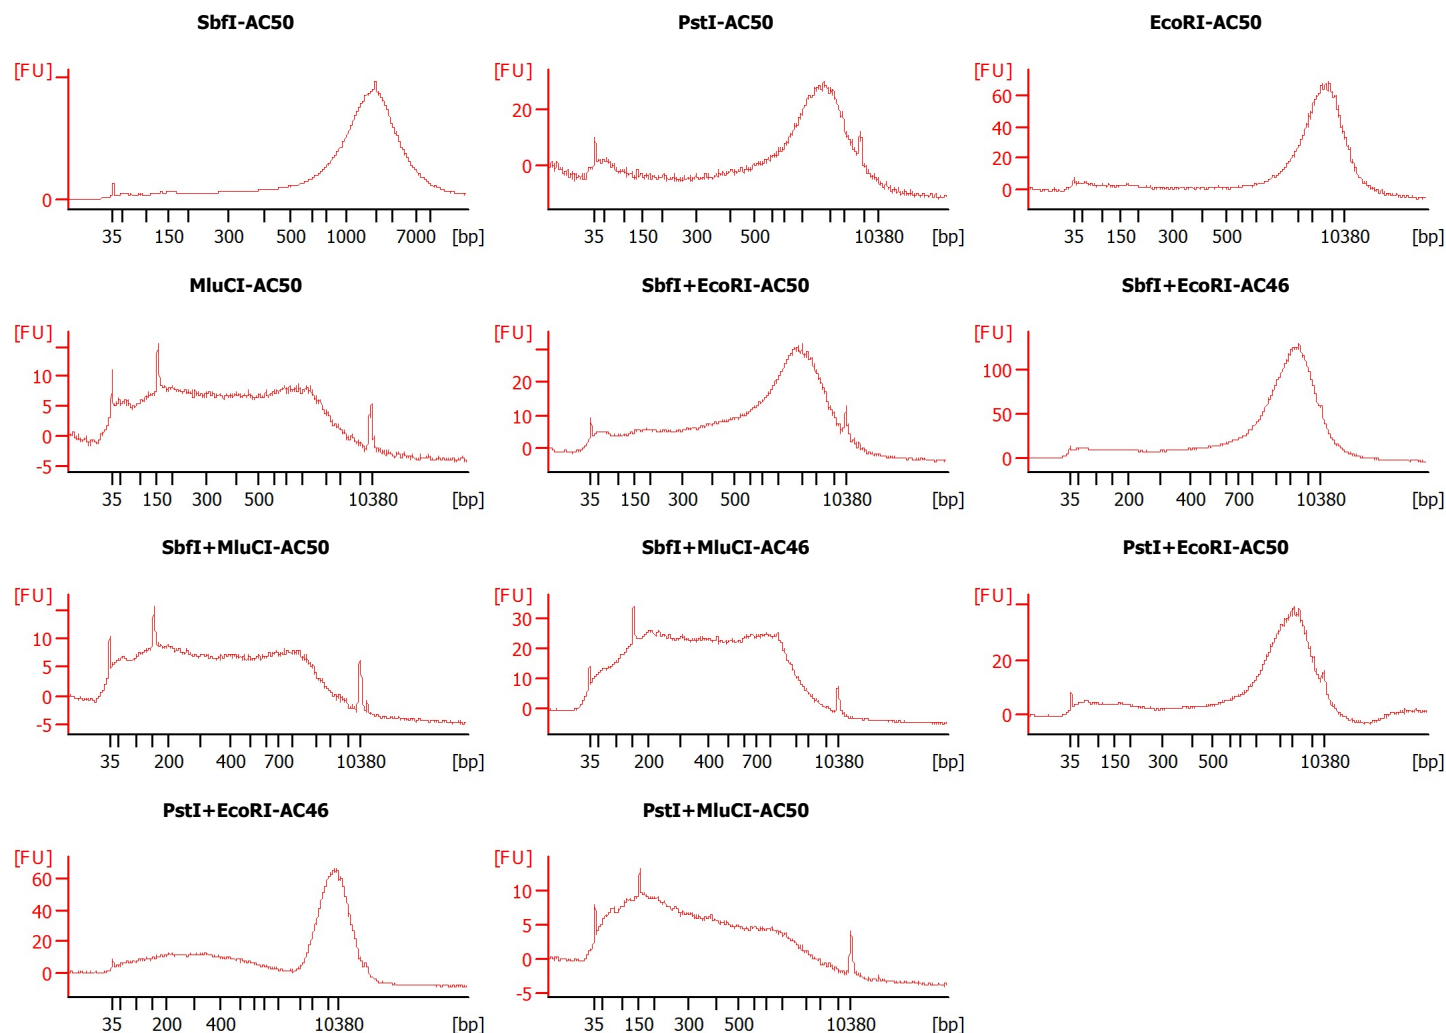 SbfI-AC50
[FU]
0
35 150 300 500 1000 7000 [bp]
PstI-AC50
[FU]
20
0
35 150 300 500 10380 [bp]
EcoRI-AC50
[FU]
60
40
20
0
35 150 300 500 10380 [bp]
MluCI-AC50
[FU]
10
5
0
-5
35 150 300 500 10380 [bp]
SbfI+EcoRI-AC50
[FU]
20
10
0
35 150 300 500 10380 [bp]
SbfI+EcoRI-AC46
[FU]
100
50
0
35 200 400 700 10380 [bp]
SbfI+MluCI-AC50
[FU]
10
5
0
-5
35 200 400 700 10380 [bp]
SbfI+MluCI-AC46
[FU]
30
20
10
0
35 200 400 700 10380 [bp]
PstI+EcoRI-AC50
[FU]
20
0
35 150 300 500 10380 [bp]
PstI+EcoRI-AC46
[FU]
60
40
20
0
35 200 400 10380 [bp]
PstI+MluCI-AC50
[FU]
10
5
0
-5
35 150 300 500 10380 [bp]